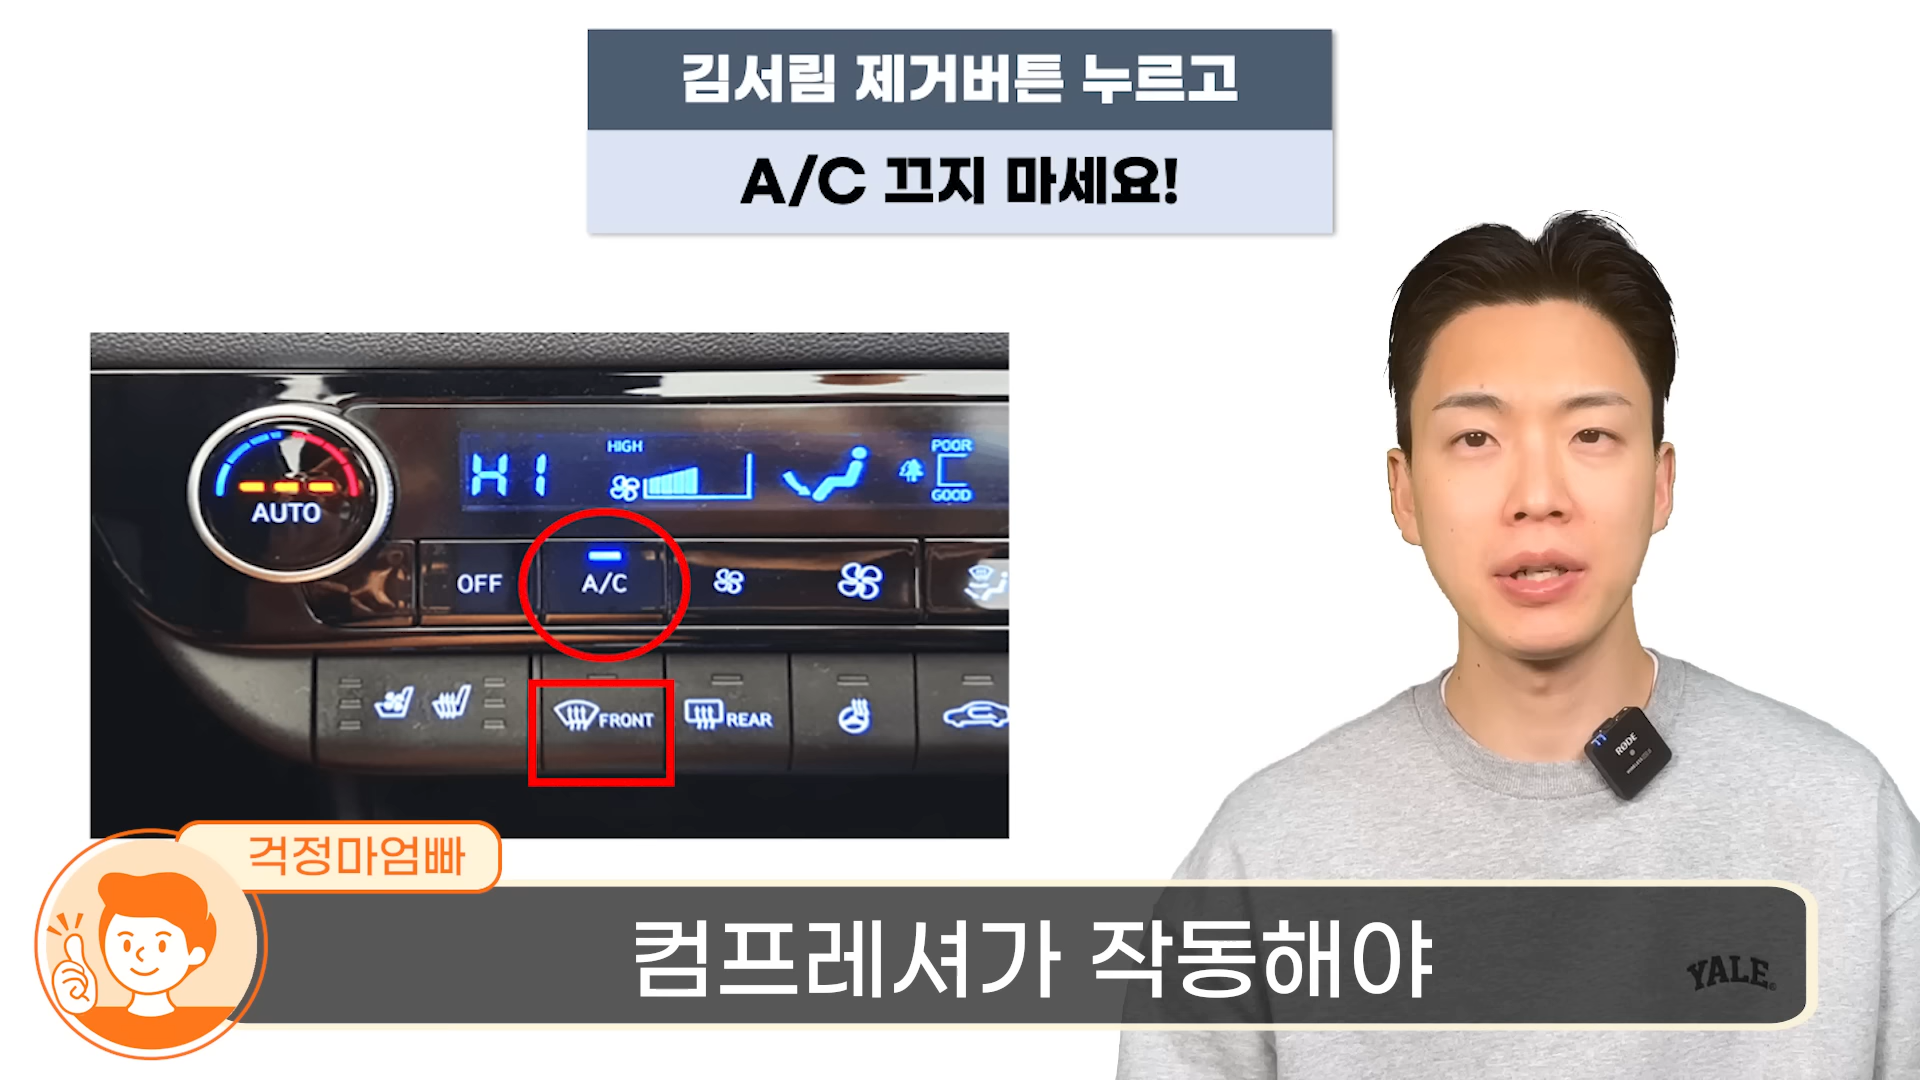 김서림 제거버튼 누르고
A/C 끄지 마세요!
HI
HIGH
POOR
GOOD
AUTO
OFF
A/C
FRONT
REAR
RODE
걱정마엄빠
컴프레셔가 작동해야
YALE